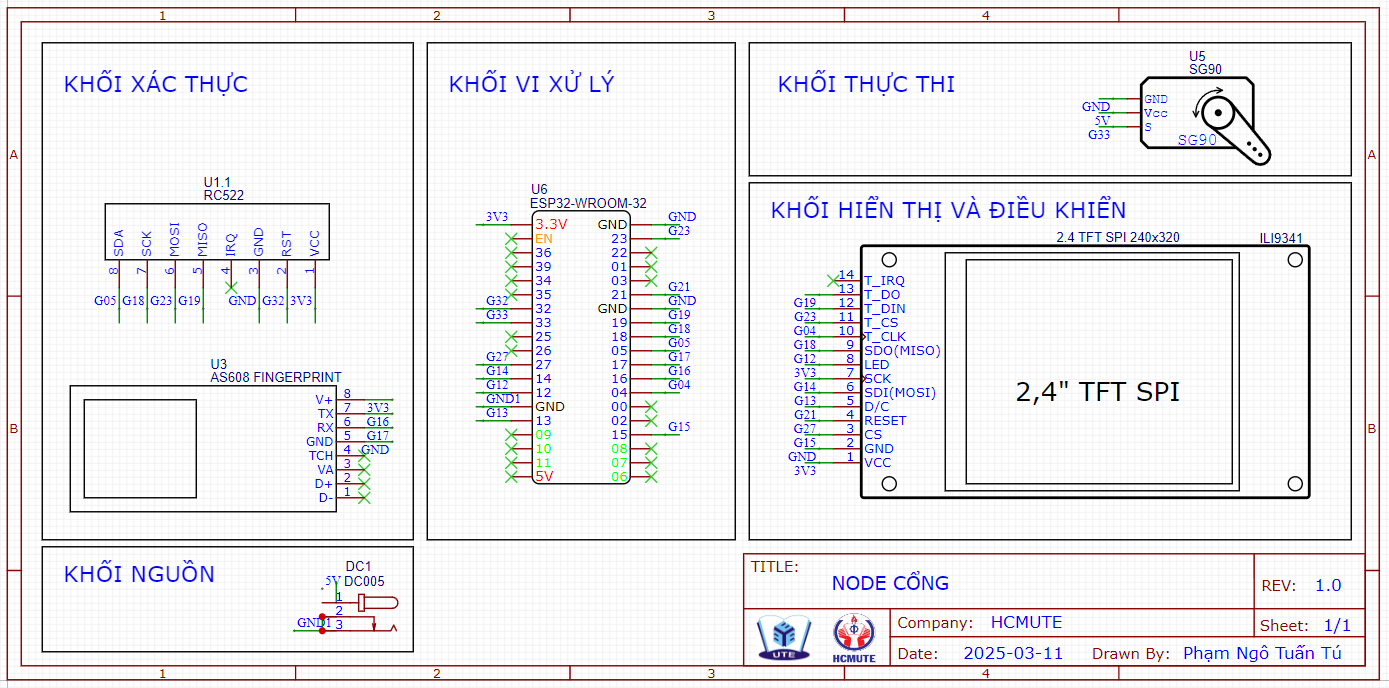 1 2 3 4
KHỐI XÁC THỰC
U1.1
RC522
SDA SCK MOSI MISO IRQ GND RST VCC
8 7 6 5 4 3 2 1
G05 G18 G23 G19 GND G32 3V3
U3
AS608 FINGERPRINT
V+ 8
TX 7 3V3
RX 6 G16
GND 5 G17
TCH 4 GND
VA 3
D+ 2
D- 1
KHỐI NGUỒN
DC1
5V DC005
1
2
GND1 3
KHỐI VI XỬ LÝ
U6
ESP32-WROOM-32
3V3 3.3V GND GND
EN 23 G23
36 22
39 01
34 03
35 21 G21
G32 32 GND GND
G33 33 19 G19
25 18 G18
26 05 G05
G27 27 17 G17
G14 14 16 G16
G12 12 04 G04
GND1 GND 00
G13 13 02
09 15 G15
10 08
11 07
5V 06
KHỐI THỰC THI
U5
SG90
GND GND
5V Vcc
G33 S
SG90
KHỐI HIỂN THỊ VÀ ĐIỀU KHIỂN
2.4 TFT SPI 240x320 ILI9341
14 T_IRQ
G19 13 T_DO
G23 12 T_DIN
G04 11 T_CS
G18 10 T_CLK
G12 9 SDO(MISO)
3V3 8 LED
G14 7 SCK
G13 6 SDI(MOSI)
G21 5 D/C
G27 4 RESET
G15 3 CS
GND 2 GND
3V3 1 VCC
2,4" TFT SPI
A A
B B
TITLE:
NODE CỔNG
REV: 1.0
UTE
HCMUTE
Company: HCMUTE
Sheet: 1/1
Date: 2025-03-11 Drawn By: Phạm Ngô Tuấn Tú
1 2 3 4